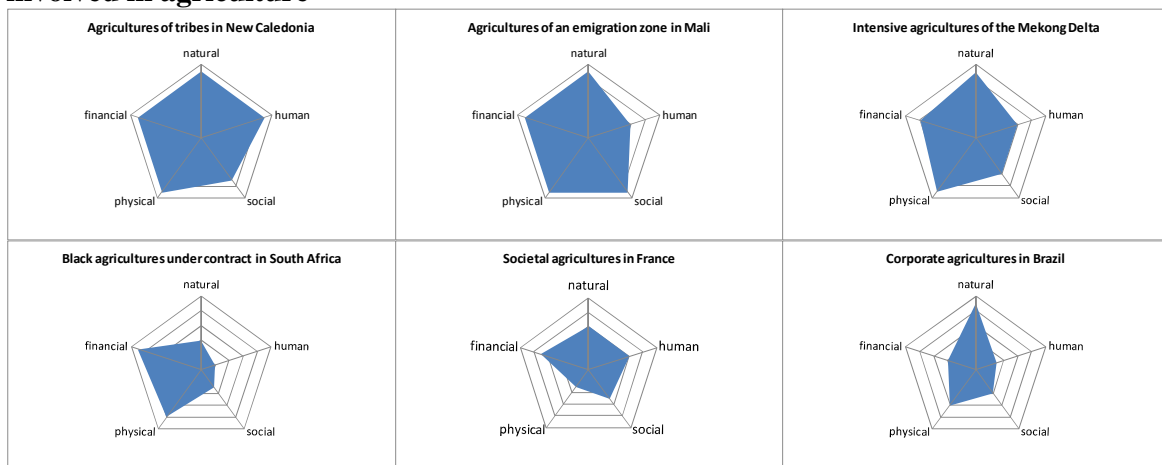 involved in agriculture
Agricultures of tribes in New Caledonia
natural
financial
human
physical
social
Agricultures of an emigration zone in Mali
natural
financial
human
physical
social
Intensive agricultures of the Mekong Delta
natural
financial
human
physical
social
Black agricultures under contract in South Africa
natural
financial
human
physical
social
Societal agricultures in France
natural
financial
human
physical
social
Corporate agricultures in Brazil
natural
financial
human
physical
social